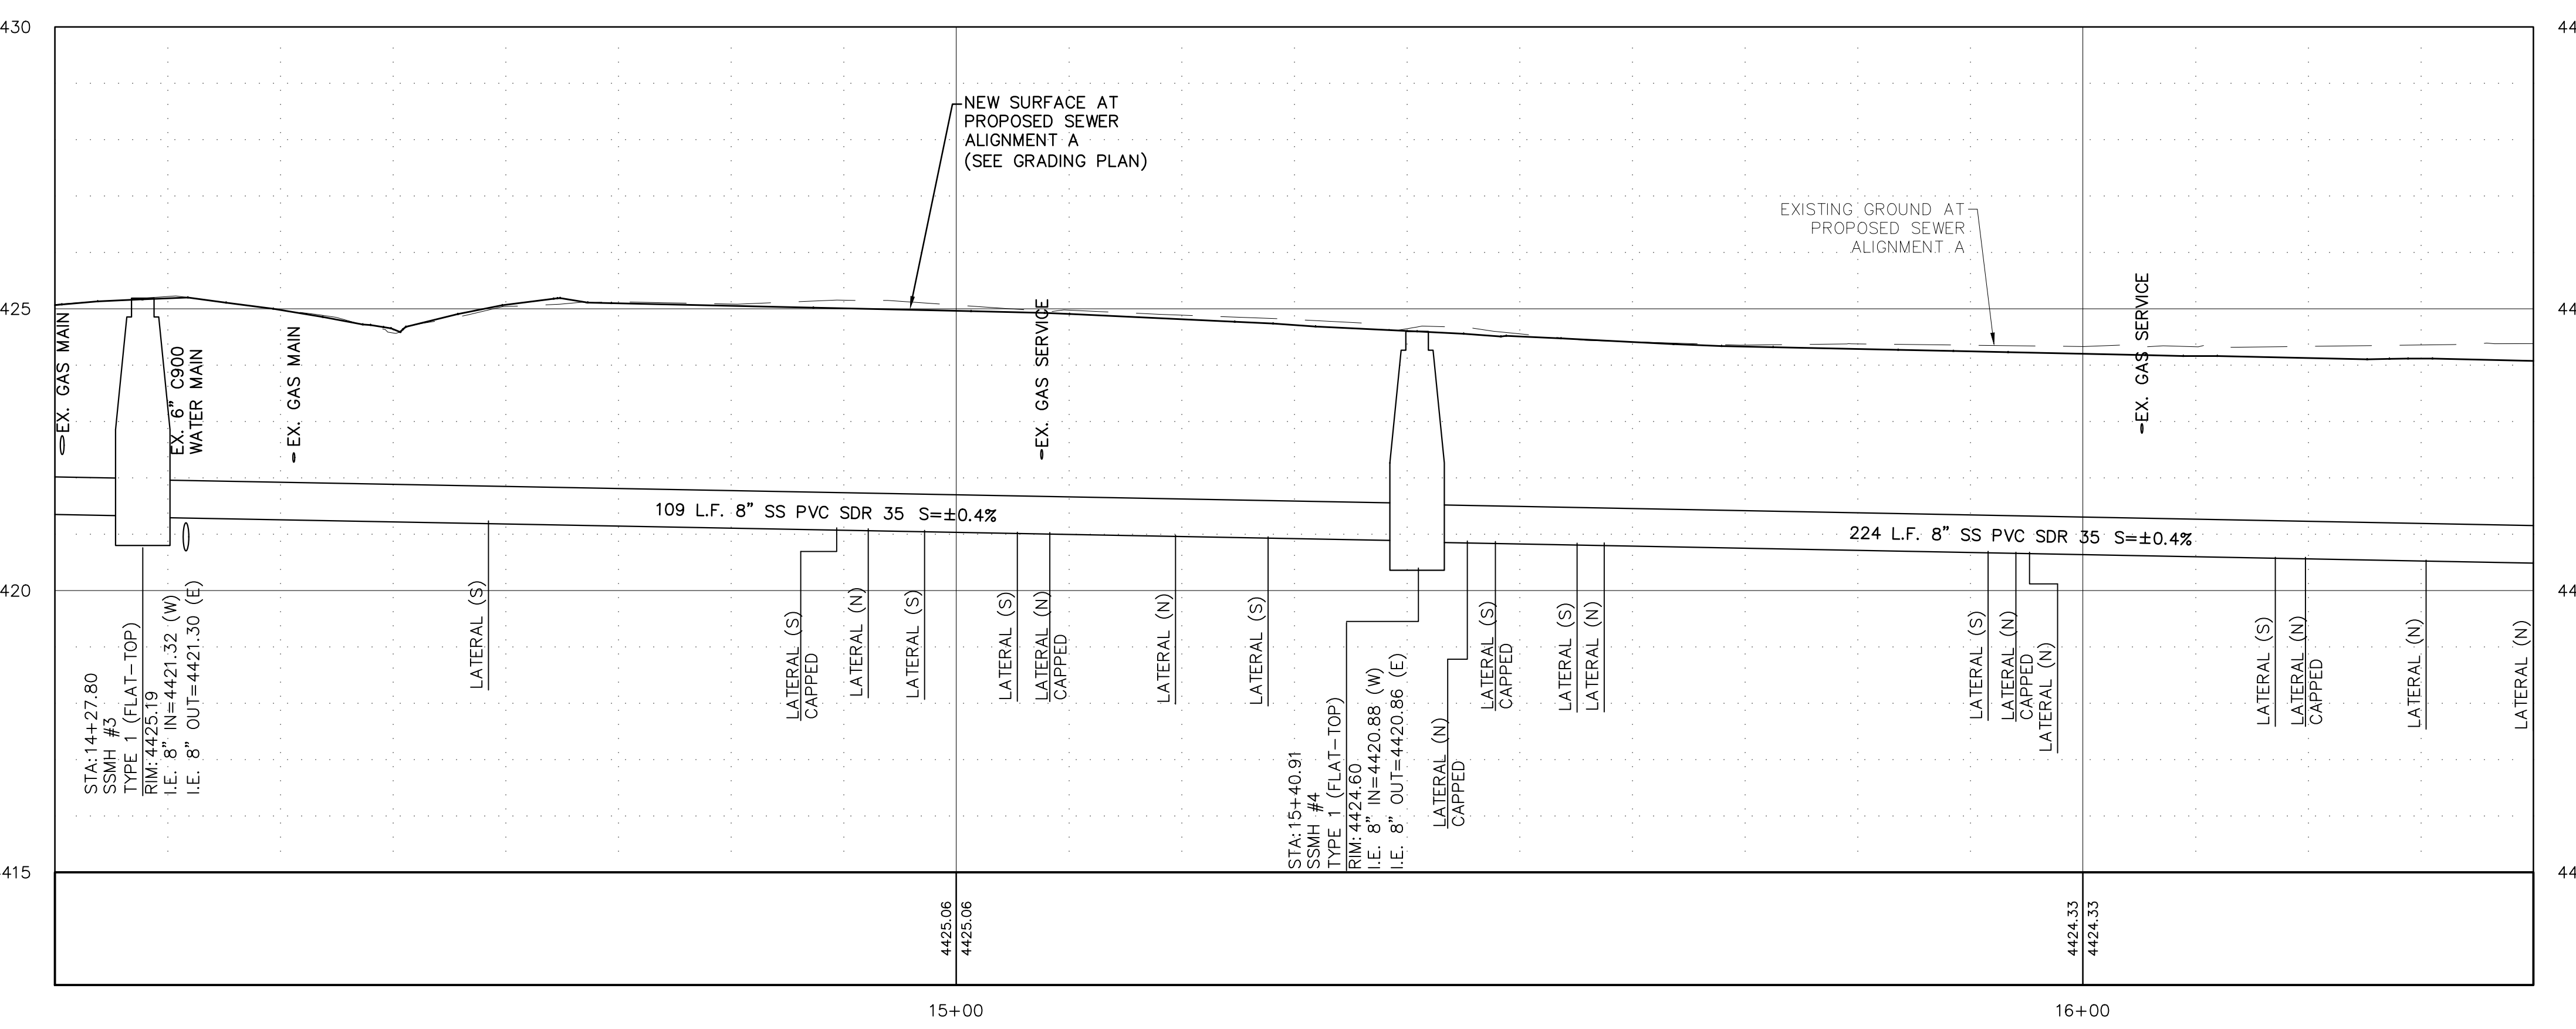 430
NEW SURFACE AT
PROPOSED SEWER
ALIGNMENT A
(SEE GRADING PLAN)
EXISTING GROUND AT
PROPOSED SEWER
ALIGNMENT A
425
EX. GAS MAIN
EX. 6" C900
WATER MAIN
EX. GAS MAIN
EX. GAS SERVICE
EX. GAS SERVICE
109 L.F. 8" SS PVC SDR 35 S=±0.4%
224 L.F. 8" SS PVC SDR 35 S=±0.4%
420
STA:14+27.80
SSMH #3
TYPE 1 (FLAT-TOP)
RIM:4425.19
I.E. 8" IN=4421.32 (W)
I.E. 8" OUT=4421.30 (E)
LATERAL (S)
LATERAL (S)
CAPPED
LATERAL (N)
LATERAL (S)
LATERAL (S)
LATERAL (N)
CAPPED
LATERAL (N)
LATERAL (S)
STA:15+40.91
SSMH #4
TYPE 1 (FLAT-TOP)
RIM:4424.60
I.E. 8" IN=4420.88 (W)
I.E. 8" OUT=4420.86 (E)
LATERAL (N)
CAPPED
LATERAL (S)
CAPPED
LATERAL (S)
LATERAL (N)
LATERAL (S)
LATERAL (N)
CAPPED
LATERAL (N)
LATERAL (S)
LATERAL (N)
CAPPED
LATERAL (N)
LATERAL (N)
415
44
44
44
44
4425.06
4425.06
4424.33
4424.33
15+00
16+00